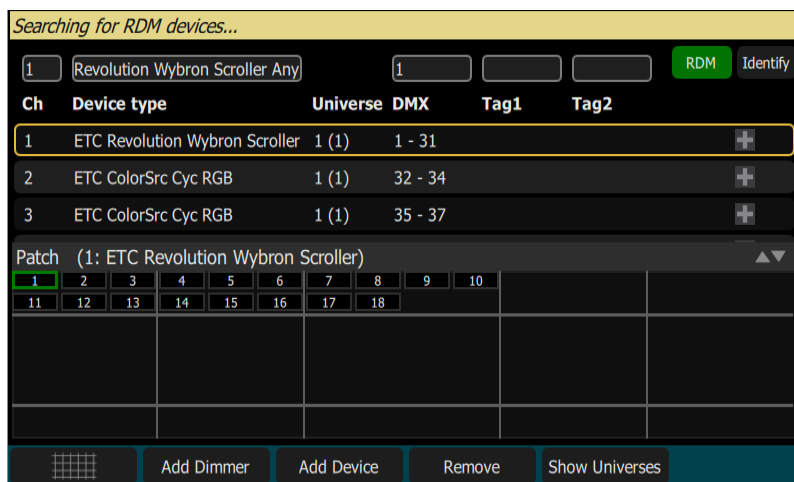 Searching for RDM devices...
1 Revolution Wybron Scroller Any 1 RDM Identify
Ch Device type Universe DMX Tag1 Tag2
1 ETC Revolution Wybron Scroller 1 (1) 1 - 31
2 ETC ColorSrc Cyc RGB 1 (1) 32 - 34
3 ETC ColorSrc Cyc RGB 1 (1) 35 - 37
Patch (1: ETC Revolution Wybron Scroller)
1 2 3 4 5 6 7 8 9 10
11 12 13 14 15 16 17 18
Add Dimmer Add Device Remove Show Universes